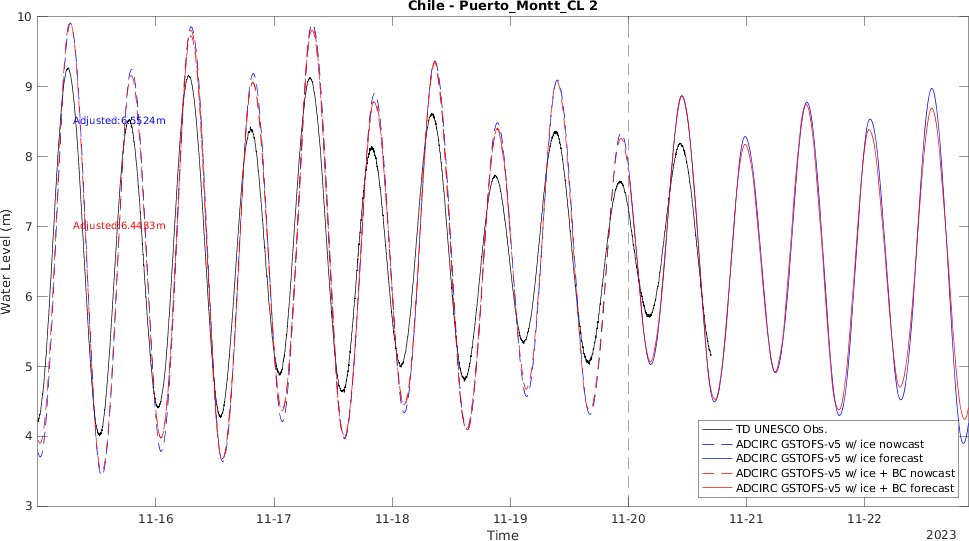 Chile - Puerto_Montt_CL 2
10
9
8
7
6
5
4
3
Water Level (m)
Adjusted:6.5524m
Adjusted:6.4483m
TD UNESCO Obs.
ADCIRC GSTOFS-v5 w/ ice nowcast
ADCIRC GSTOFS-v5 w/ ice forecast
ADCIRC GSTOFS-v5 w/ ice + BC nowcast
ADCIRC GSTOFS-v5 w/ ice + BC forecast
11-16
11-17
11-18
11-19
11-20
11-21
11-22
Time
2023